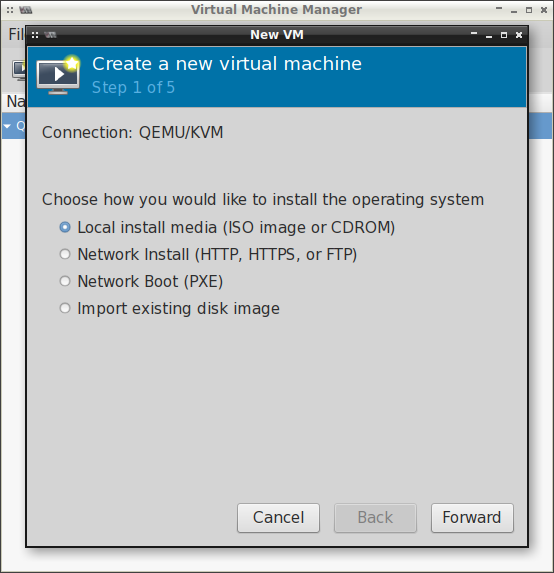 Virtual Machine Manager
New VM
Create a new virtual machine
Step 1 of 5
Connection: QEMU/KVM
Choose how you would like to install the operating system
Local install media (ISO image or CDROM)
Network Install (HTTP, HTTPS, or FTP)
Network Boot (PXE)
Import existing disk image
Cancel
Back
Forward